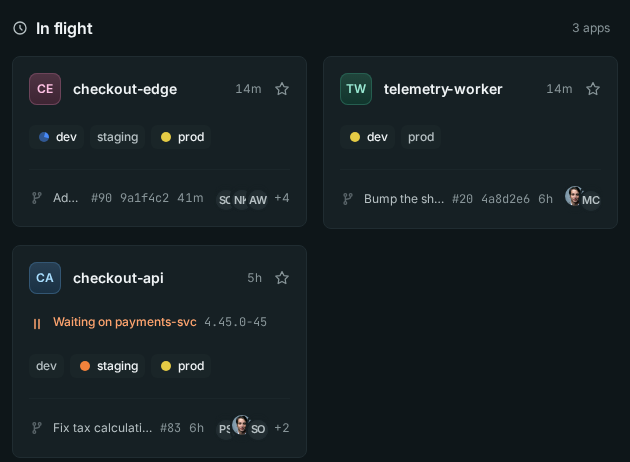 In flight
3 apps
CE checkout-edge 14m
dev staging prod
Ad... #90 9a1f4c2 41m AW +4
TW telemetry-worker 14m
dev prod
Bump the sh... #20 4a8d2e6 6h MC
CA checkout-api 5h
Waiting on payments-svc 4.45.0-45
dev staging prod
Fix tax calculati... #83 6h SO +2